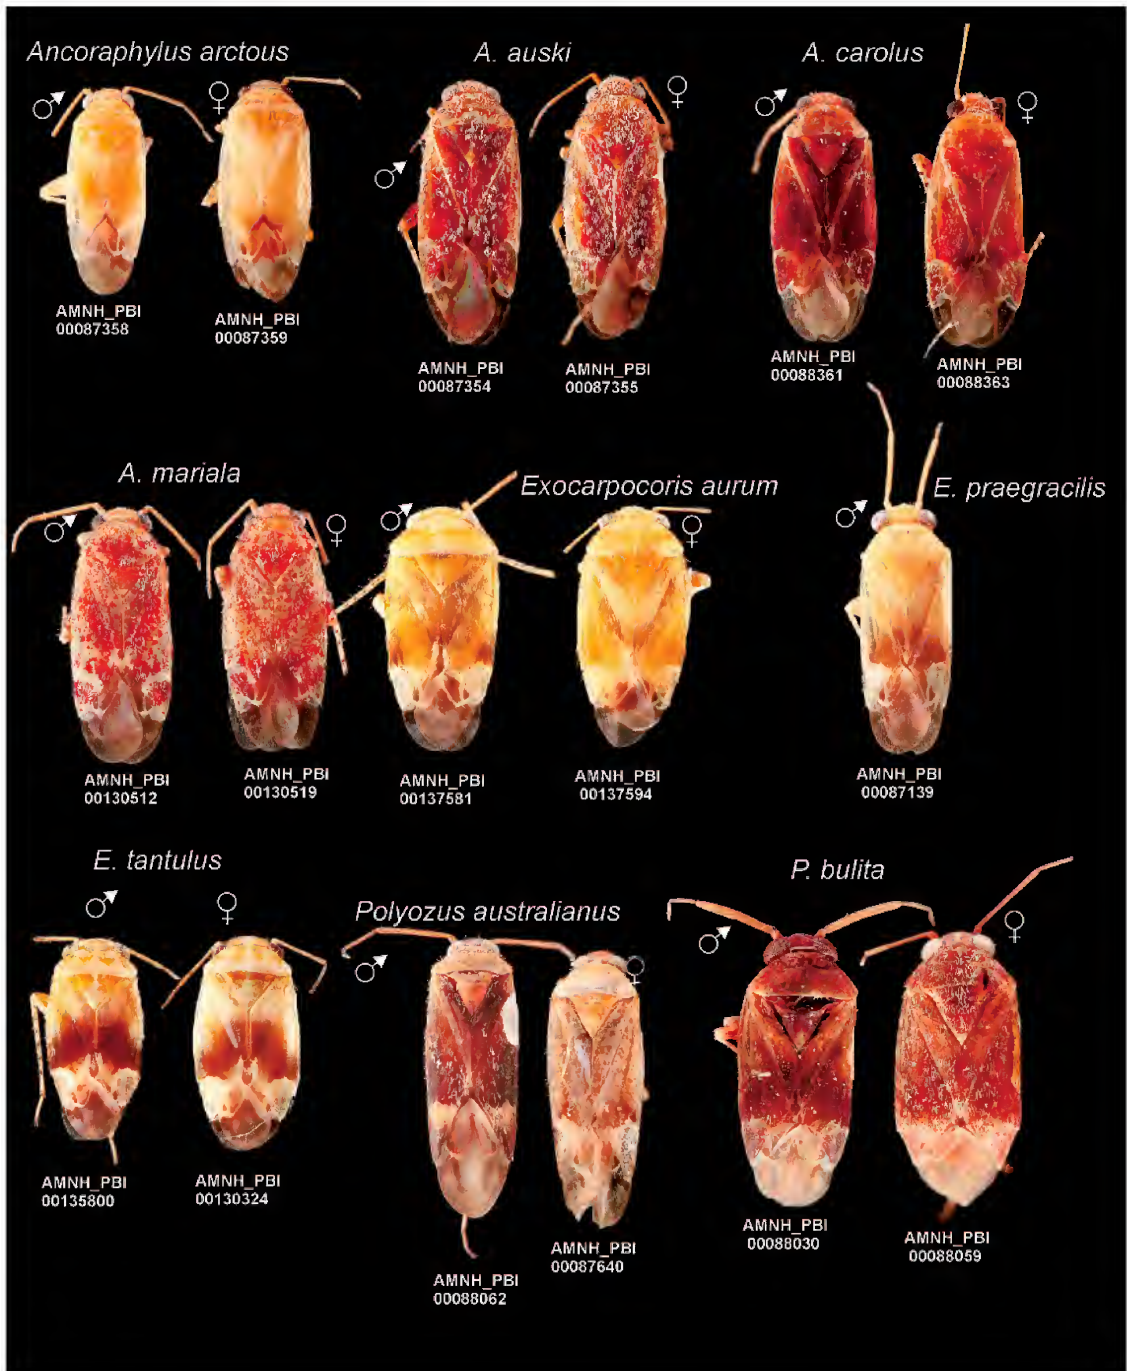 Ancoraphylus arctous
A. auski
A. carolus
♂
♀
♂
♀
♂
♀
AMNH_PBI
00087358
AMNH_PBI
00087359
AMNH_PBI
00087354
AMNH_PBI
00087355
AMNH_PBI
00088361
AMNH_PBI
00088363
A. mariala
Exocarpocoris aurum
E. praegracilis
♂
♀
♂
♀
♂
AMNH_PBI
00130512
AMNH_PBI
00130519
AMNH_PBI
00137581
AMNH_PBI
00137594
AMNH_PBI
00087139
E. tantulus
Polyozus australianus
P. bulita
♂
♀
♂
♀
♂
♀
AMNH_PBI
00135800
AMNH_PBI
00130324
AMNH_PBI
00088062
AMNH_PBI
00087640
AMNH_PBI
00088030
AMNH_PBI
00088059